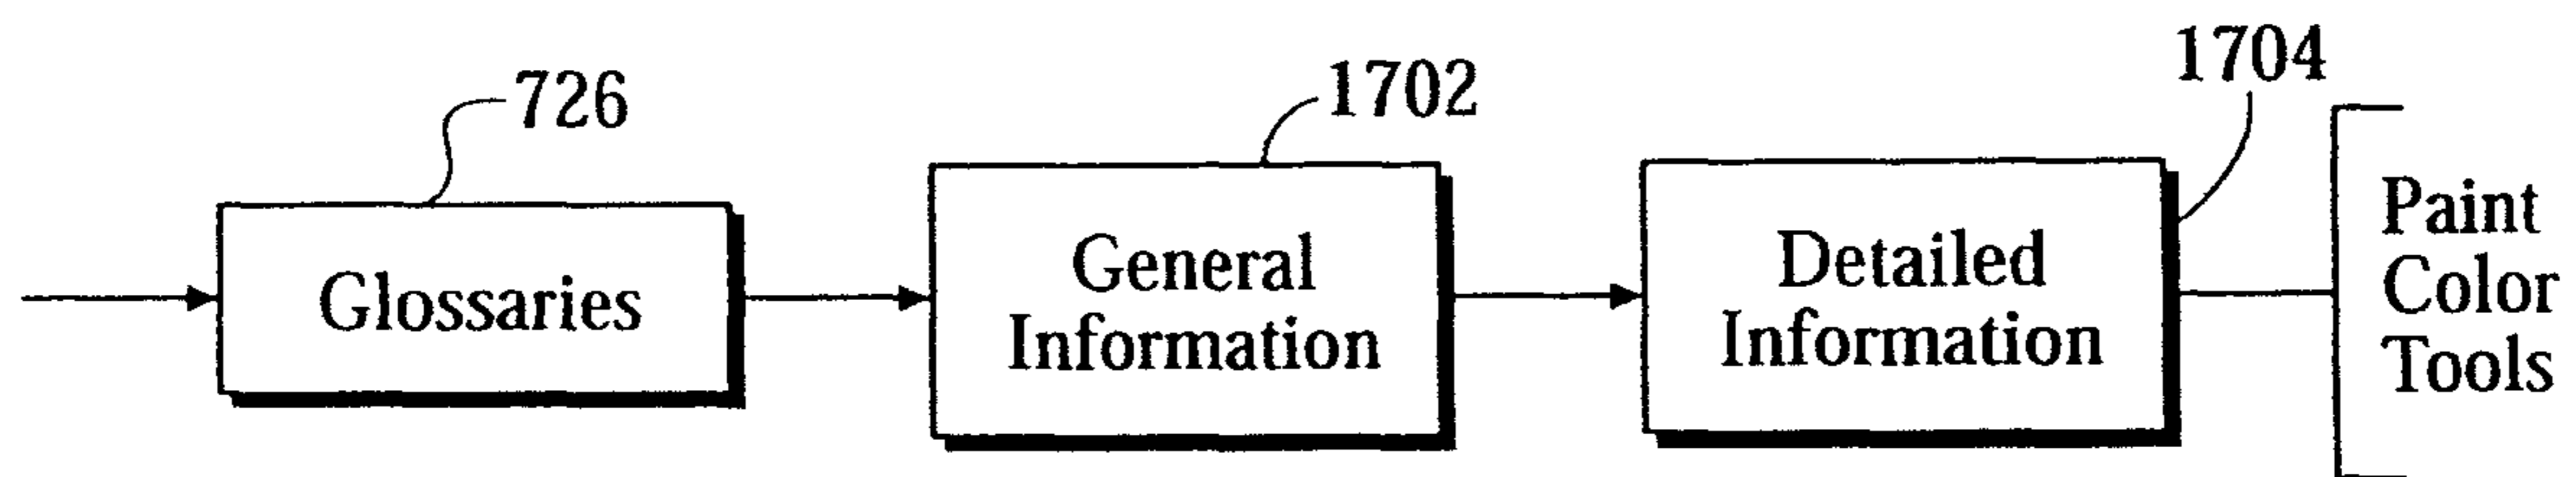 726
1702
1704
Glossaries
General
Information
Detailed
Information
Paint
Color
Tools